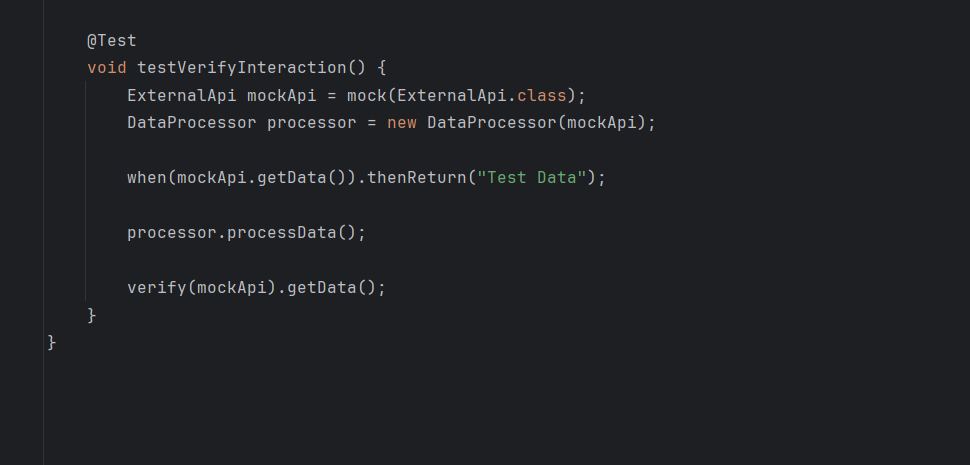 @Test
void testVerifyInteraction() {
ExternalApi mockApi = mock(ExternalApi.class);
DataProcessor processor = new DataProcessor(mockApi);
when(mockApi.getData()).thenReturn("Test Data");
processor.processData();
verify(mockApi).getData();
}
}